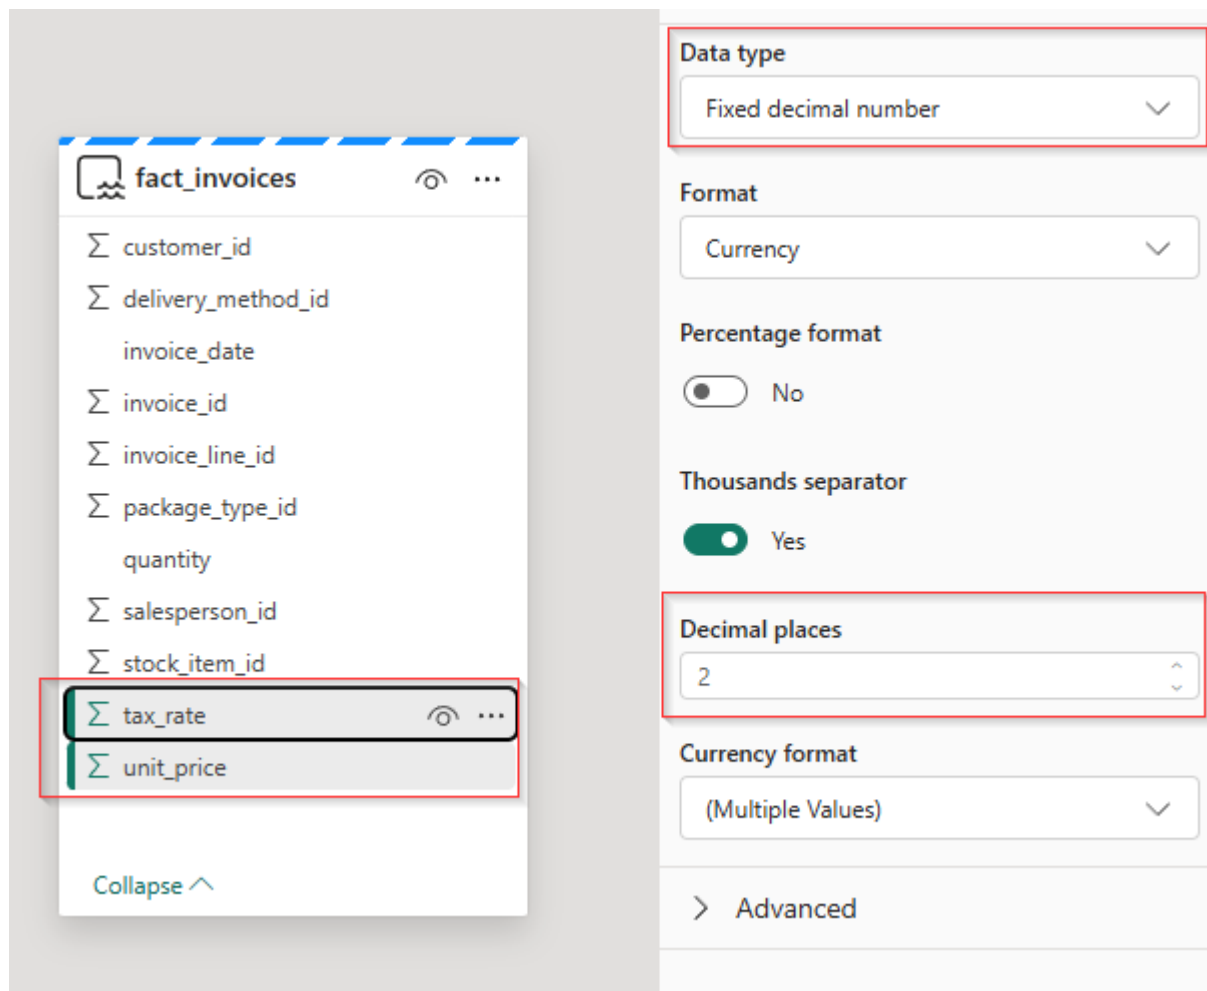 fact_invoices
customer_id
delivery_method_id
invoice_date
invoice_id
invoice_line_id
package_type_id
quantity
salesperson_id
stock_item_id
tax_rate
unit_price
Collapse
Data type
Fixed decimal number
Format
Currency
Percentage format
No
Thousands separator
Yes
Decimal places
2
Currency format
(Multiple Values)
Advanced